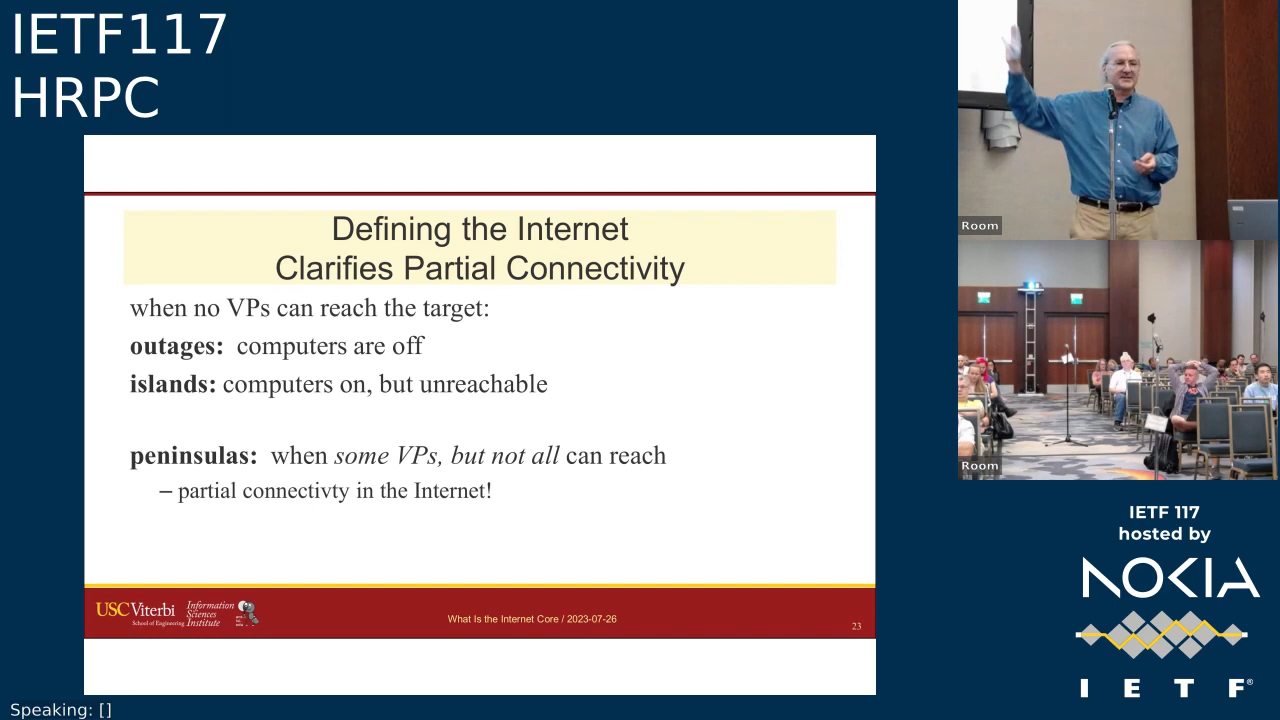 IETF117
HRPC
Defining the Internet
Clarifies Partial Connectivity
when no VPs can reach the target:
outages: computers are off
islands: computers on, but unreachable
peninsulas: when some VPs, but not all can reach
– partial connectivty in the Internet!
USC Viterbi
School of Engineering
Information
Sciences
Institute
What Is the Internet Core / 2023-07-26
23
Room
Room
IETF 117
hosted by
NOKIA
I E T F®
Speaking: []